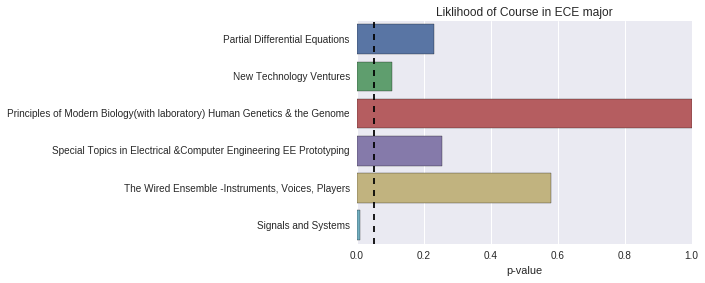 Liklihood of Course in ECE major
Partial Differential Equations
New Technology Ventures
Principles of Modern Biology(with laboratory) Human Genetics & the Genome
Special Topics in Electrical &Computer Engineering EE Prototyping
The Wired Ensemble -Instruments, Voices, Players
Signals and Systems
0.0 0.2 0.4 0.6 0.8 1.0
p-value